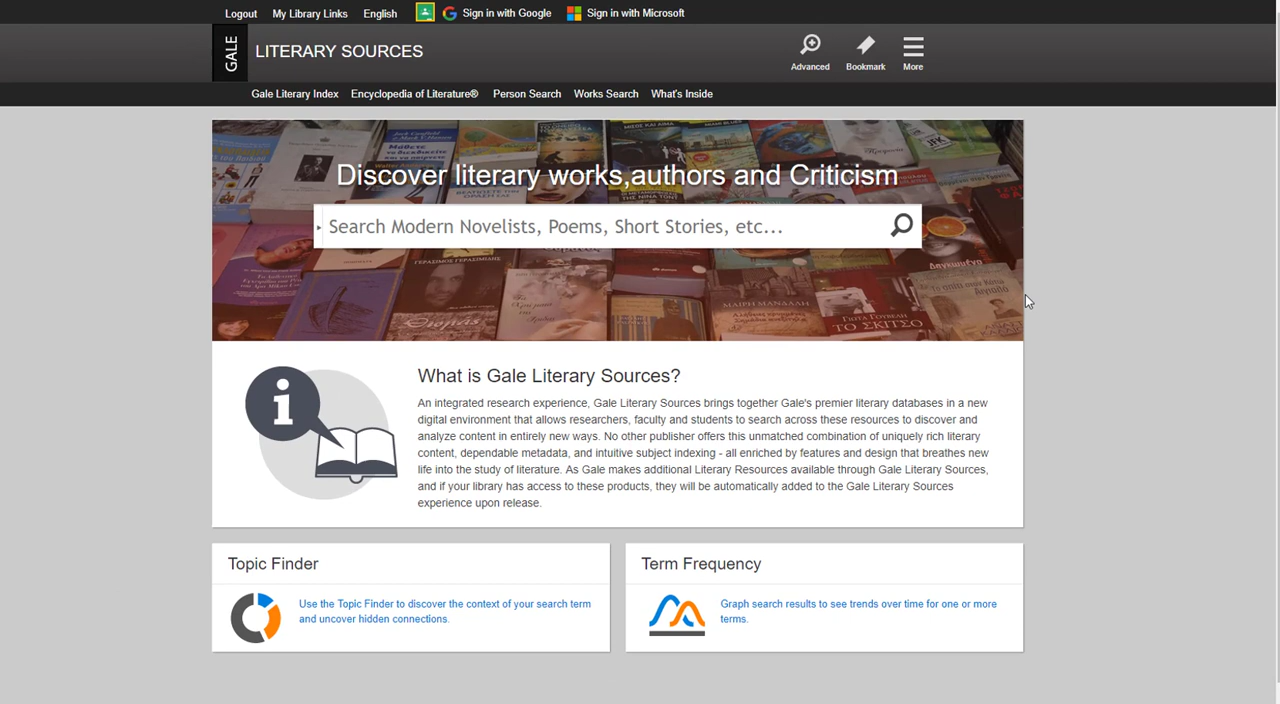 Logout My Library Links English Sign in with Google Sign in with Microsoft
GALE LITERARY SOURCES
Advanced Bookmark More
Gale Literary Index Encyclopedia of Literature® Person Search Works Search What's Inside
Discover literary works,authors and Criticism
Search Modern Novelists, Poems, Short Stories, etc...
ΜΑΙΡΗ ΜΑΝΔΑΛΗ
ΤΟ ΣΚΙΤΣΟ
What is Gale Literary Sources?
An integrated research experience, Gale Literary Sources brings together Gale's premier literary databases in a new
digital environment that allows researchers, faculty and students to search across these resources to discover and
analyze content in entirely new ways. No other publisher offers this unmatched combination of uniquely rich literary
content, dependable metadata, and intuitive subject indexing - all enriched by features and design that breathes new
life into the study of literature. As Gale makes additional Literary Resources available through Gale Literary Sources,
and if your library has access to these products, they will be automatically added to the Gale Literary Sources
experience upon release.
Topic Finder
Use the Topic Finder to discover the context of your search term
and uncover hidden connections.
Term Frequency
Graph search results to see trends over time for one or more
terms.